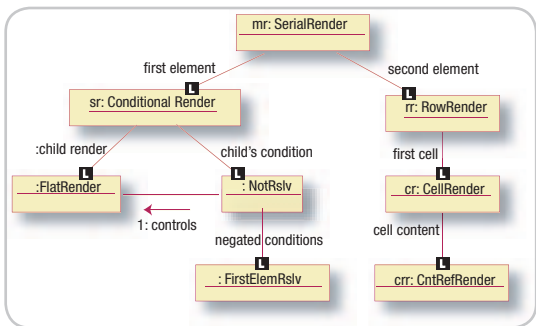 mr: SerialRender
first element
second element
L
L
sr: Conditional Render
rr: RowRender
:child render
child's condition
first cell
L
L
L
:FlatRender
: NotRslv
cr: CellRender
1: controls
negated conditions
cell content
L
L
: FirstElemRslv
crr: CntRefRender